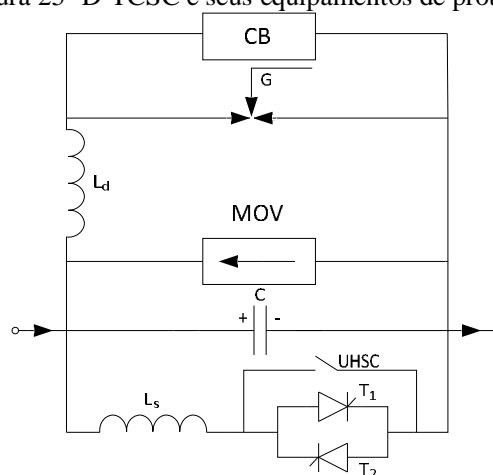 ura 23- D TCSC e seus equipamentos de pro
CB
G
Ld
MOV
C
+ -
UHSC
Ls
T1
T2